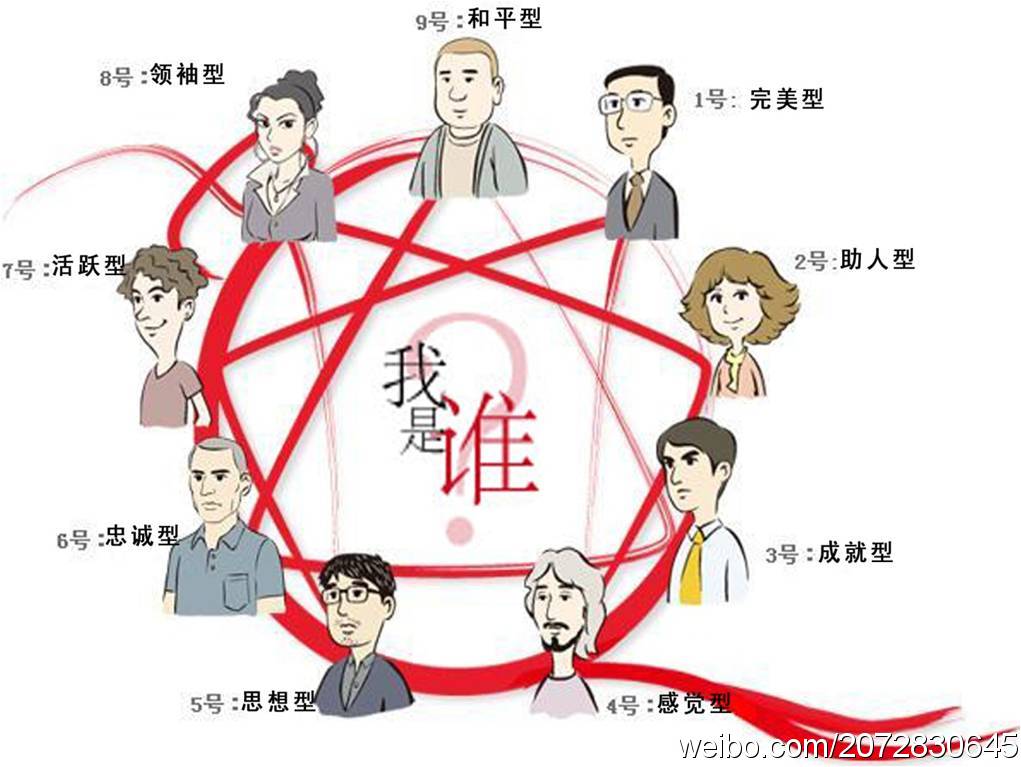 9号:和平型
8号:领袖型
1号: 完美型
7号:活跃型
2号:助人型
我
是
谁
?
6号:忠诚型
3号:成就型
5号:思想型
4号:感觉型
weibo.com/2072830645